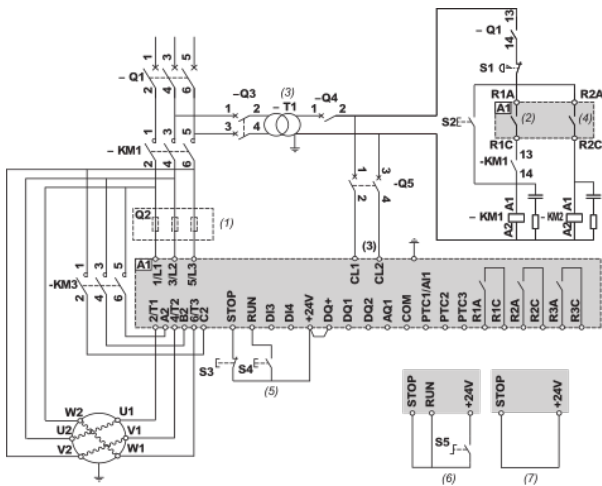 13
– Q1
14
1 3 5
– Q1
2 4 6
S1
–Q3 (3) –Q4
1 2 – T1 1 2
3 4
R1A R2A
A1 (2) (4)
S2
R1C R2C
1 3 5
– KM1
2 4 6
-KM1 13
14
1 3
-Q5
2 4
Q2 (1)
A1 A1
– KM1 – KM2
A2 A2
(3)
A1 1/L1 3/L2 5/L3 CL1 CL2
1 3 5
-KM3
2 4 6
2/T1 A2 4/T2 B2 6/T3 C2 STOP RUN DI3 DI4 +24V DQ+ DQ1 DQ2 AQ1 COM PTC1/AI1 PTC2 PTC3 R1A R1C R2A R2C R3A R3C
S3 S4
(5)
W2 U1
U2 V1
V2 W1
STOP RUN +24V
S5
(6)
STOP +24V
(7)